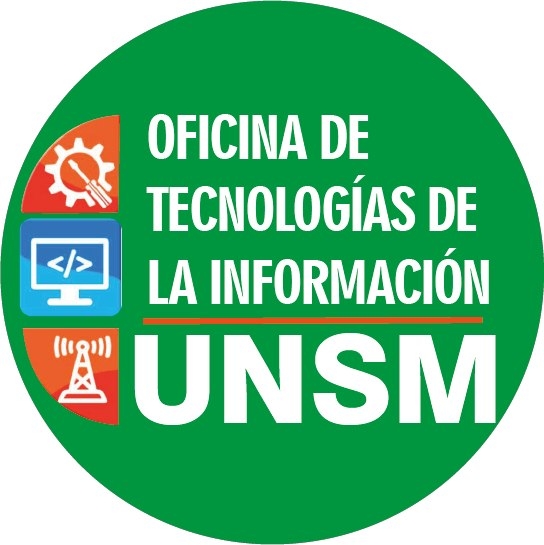 OFICINA DE
TECNOLOGÍAS DE
LA INFORMACIÓN
UNSM
</>